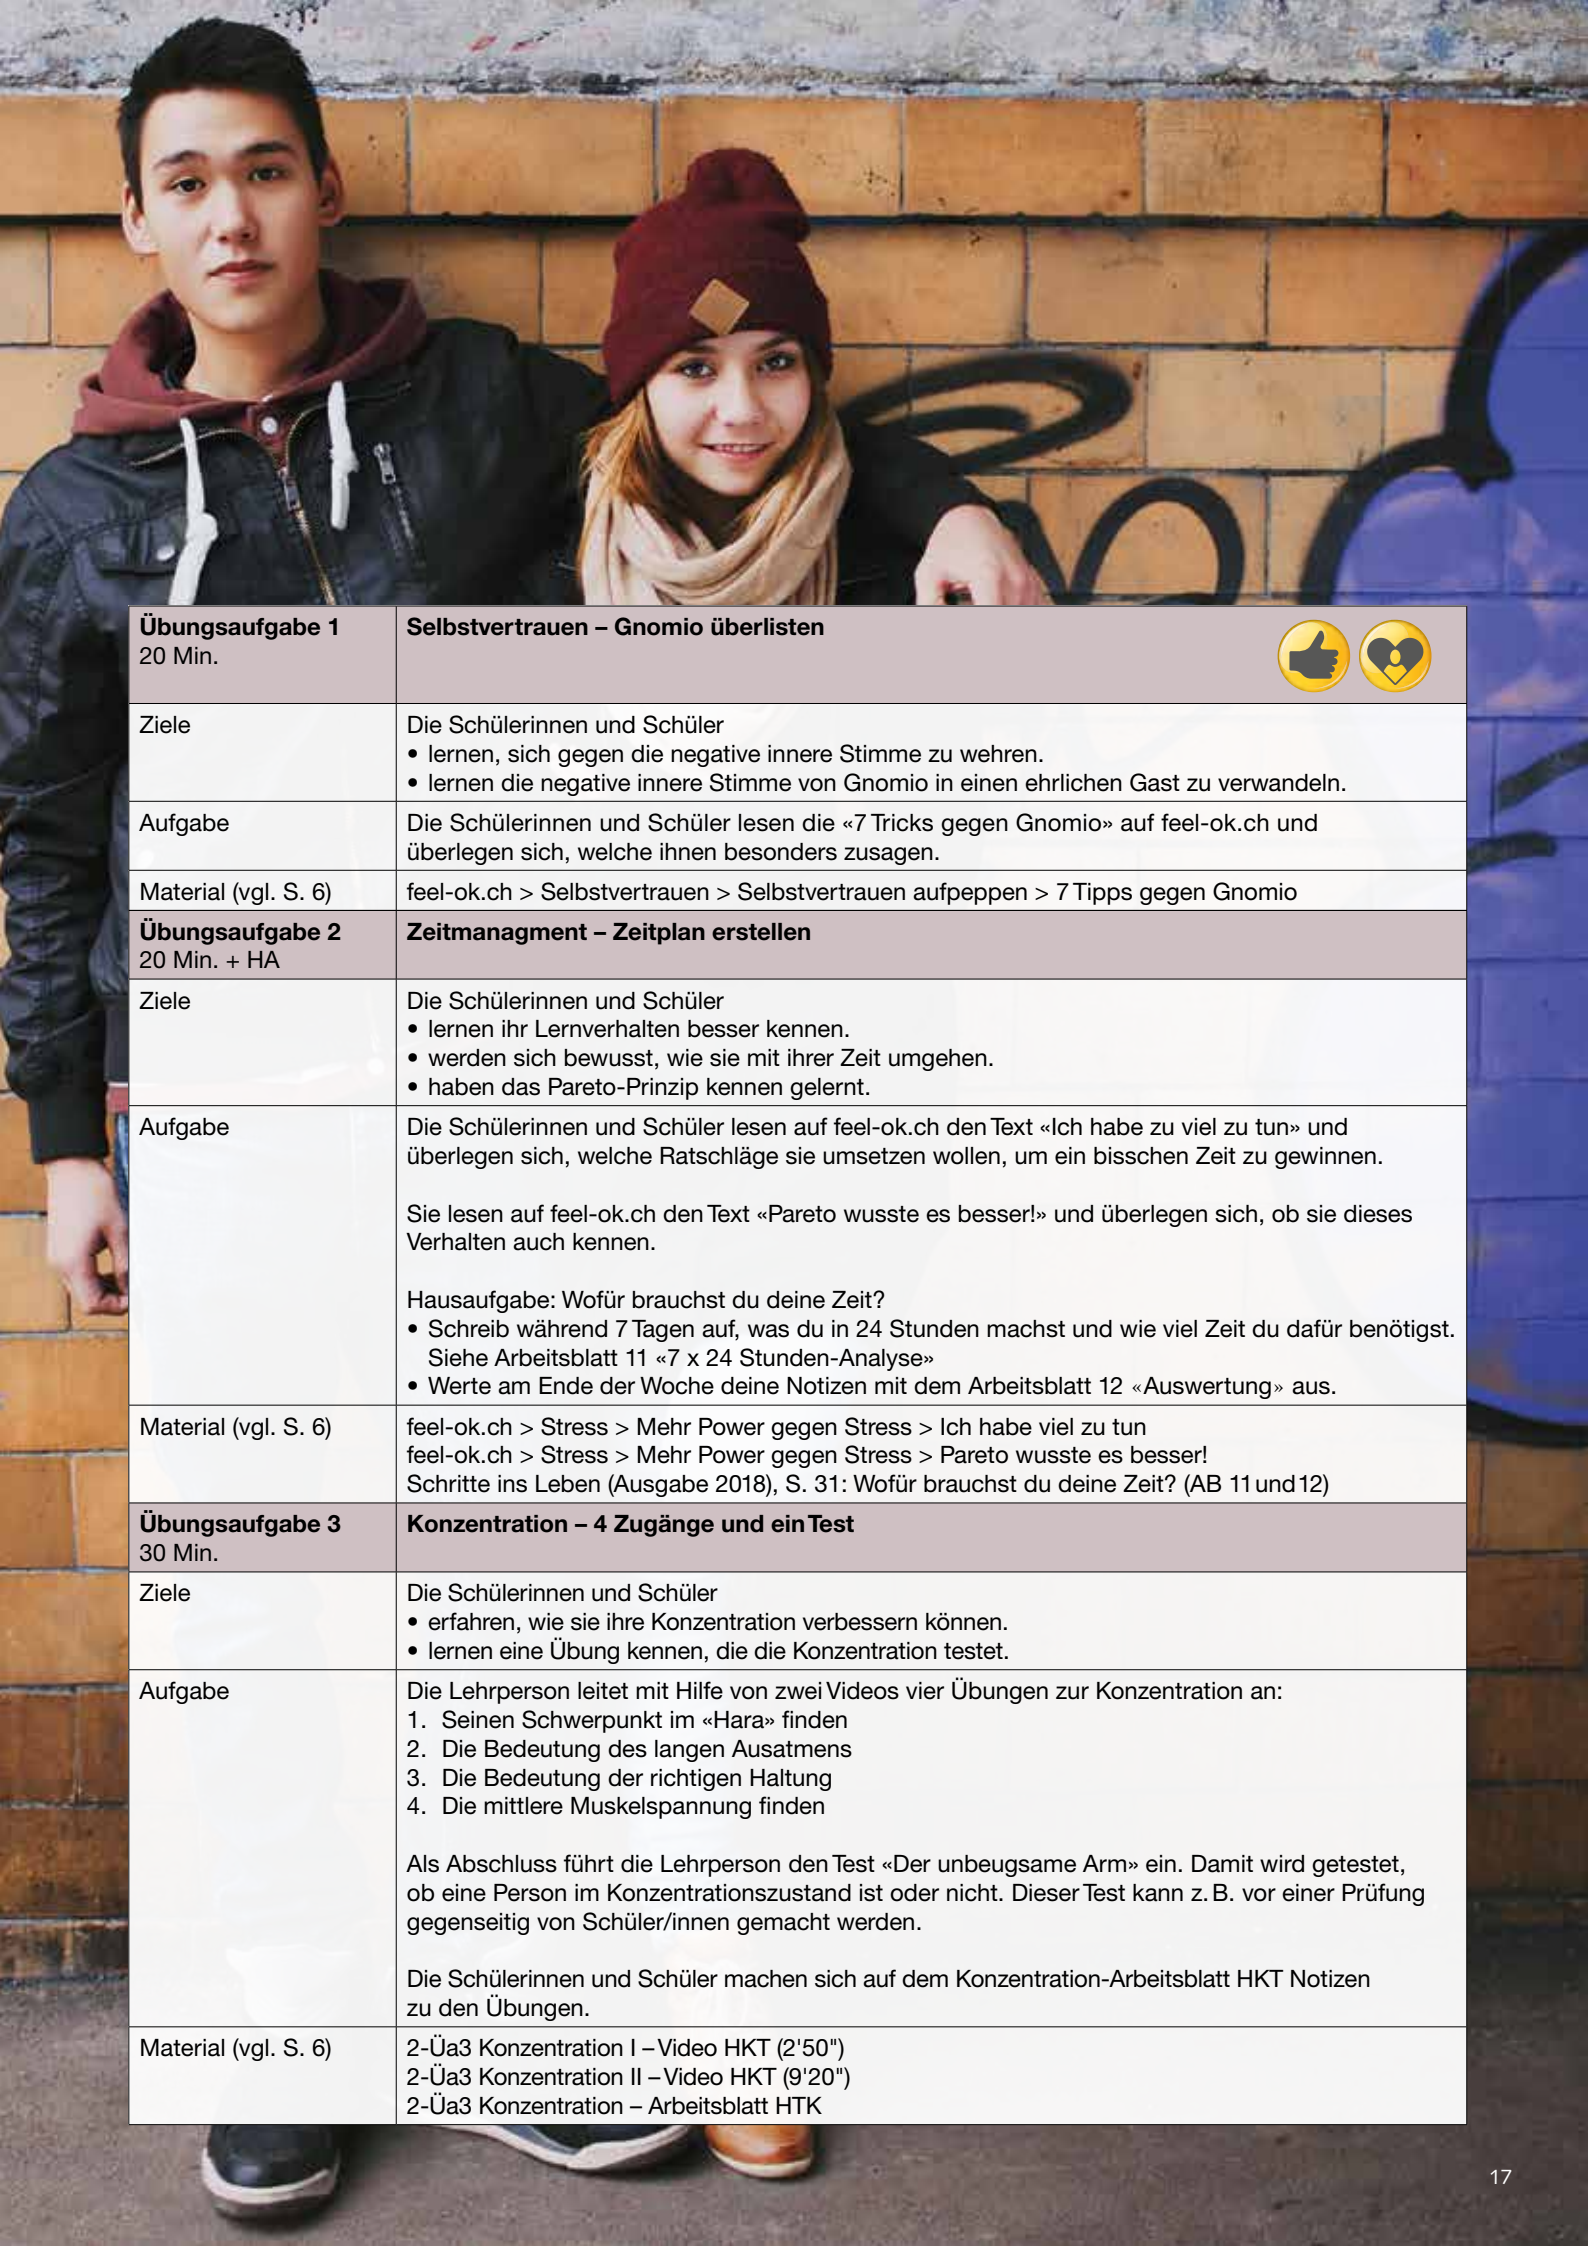 Übungsaufgabe 1
20 Min.
Selbstvertrauen – Gnomio überlisten
Ziele
Die Schülerinnen und Schüler
• lernen, sich gegen die negative innere Stimme zu wehren.
• lernen die negative innere Stimme von Gnomio in einen ehrlichen Gast zu verwandeln.
Aufgabe
Die Schülerinnen und Schüler lesen die «7 Tricks gegen Gnomio» auf feel-ok.ch und
überlegen sich, welche ihnen besonders zusagen.
Material (vgl. S. 6)
feel-ok.ch > Selbstvertrauen > Selbstvertrauen aufpeppen > 7 Tipps gegen Gnomio
Übungsaufgabe 2
20 Min. + HA
Zeitmanagment – Zeitplan erstellen
Ziele
Die Schülerinnen und Schüler
• lernen ihr Lernverhalten besser kennen.
• werden sich bewusst, wie sie mit ihrer Zeit umgehen.
• haben das Pareto-Prinzip kennen gelernt.
Aufgabe
Die Schülerinnen und Schüler lesen auf feel-ok.ch den Text «Ich habe zu viel zu tun» und
überlegen sich, welche Ratschläge sie umsetzen wollen, um ein bisschen Zeit zu gewinnen.
Sie lesen auf feel-ok.ch den Text «Pareto wusste es besser!» und überlegen sich, ob sie dieses
Verhalten auch kennen.
Hausaufgabe: Wofür brauchst du deine Zeit?
• Schreib während 7 Tagen auf, was du in 24 Stunden machst und wie viel Zeit du dafür benötigst.
Siehe Arbeitsblatt 11 «7 x 24 Stunden-Analyse»
• Werte am Ende der Woche deine Notizen mit dem Arbeitsblatt 12 «Auswertung» aus.
Material (vgl. S. 6)
feel-ok.ch > Stress > Mehr Power gegen Stress > Ich habe viel zu tun
feel-ok.ch > Stress > Mehr Power gegen Stress > Pareto wusste es besser!
Schritte ins Leben (Ausgabe 2018), S. 31: Wofür brauchst du deine Zeit? (AB 11 und 12)
Übungsaufgabe 3
30 Min.
Konzentration – 4 Zugänge und ein Test
Ziele
Die Schülerinnen und Schüler
• erfahren, wie sie ihre Konzentration verbessern können.
• lernen eine Übung kennen, die die Konzentration testet.
Aufgabe
Die Lehrperson leitet mit Hilfe von zwei Videos vier Übungen zur Konzentration an:
1. Seinen Schwerpunkt im «Hara» finden
2. Die Bedeutung des langen Ausatmens
3. Die Bedeutung der richtigen Haltung
4. Die mittlere Muskelspannung finden
Als Abschluss führt die Lehrperson den Test «Der unbeugsame Arm» ein. Damit wird getestet,
ob eine Person im Konzentrationszustand ist oder nicht. Dieser Test kann z. B. vor einer Prüfung
gegenseitig von Schüler/innen gemacht werden.
Die Schülerinnen und Schüler machen sich auf dem Konzentration-Arbeitsblatt HKT Notizen
zu den Übungen.
Material (vgl. S. 6)
2-Üa3 Konzentration I – Video HKT (2'50")
2-Üa3 Konzentration II – Video HKT (9'20")
2-Üa3 Konzentration – Arbeitsblatt HTK
17